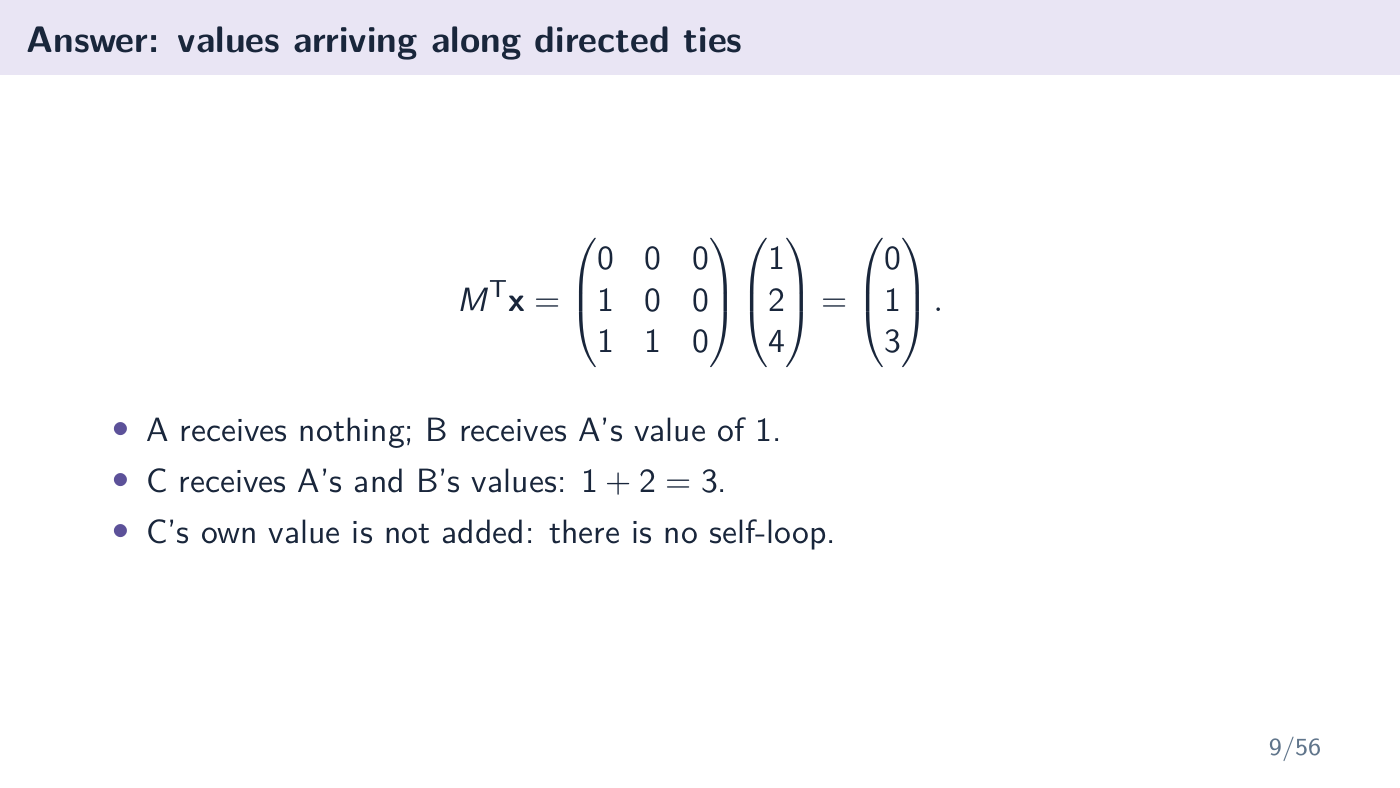 Answer: values arriving along directed ties
Mᵀx = (0 0 0; 1 0 0; 1 1 0) (1; 2; 4) = (0; 1; 3).
• A receives nothing; B receives A's value of 1.
• C receives A's and B's values: 1 + 2 = 3.
• C's own value is not added: there is no self-loop.
9/56